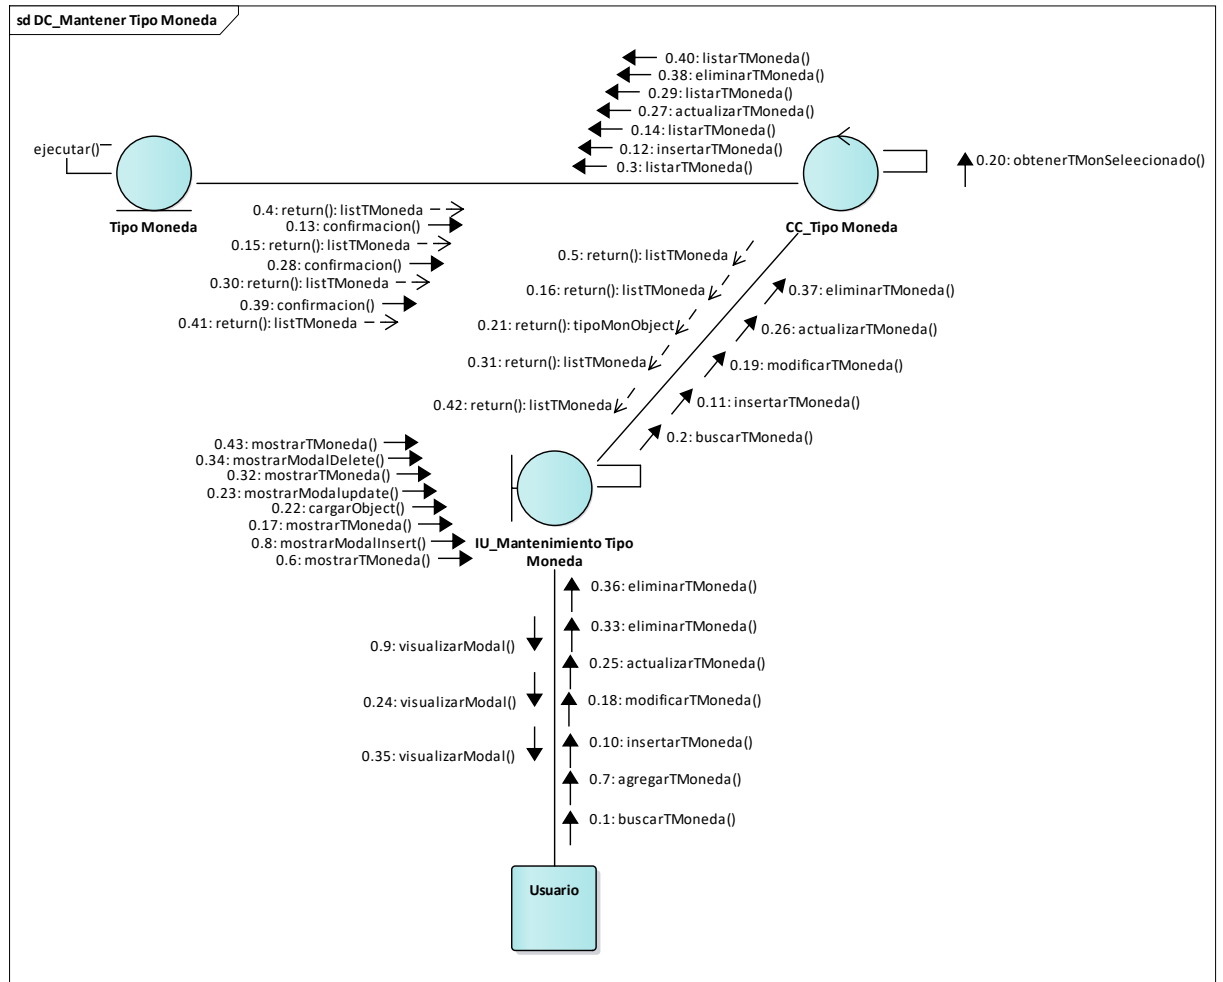 sd DC_Mantener Tipo Moneda
0.40: listarTMoneda()
0.38: eliminarTMoneda()
0.29: listarTMoneda()
0.27: actualizarTMoneda()
0.14: listarTMoneda()
0.12: insertarTMoneda()
0.3: listarTMoneda()
ejecutar()
0.20: obtenerTMonSeleecionado()
Tipo Moneda
CC_Tipo Moneda
0.4: return(): listTMoneda
0.13: confirmacion()
0.15: return(): listTMoneda
0.28: confirmacion()
0.30: return(): listTMoneda
0.39: confirmacion()
0.41: return(): listTMoneda
0.5: return(): listTMoneda
0.16: return(): listTMoneda
0.21: return(): tipoMonObject
0.31: return(): listTMoneda
0.42: return(): listTMoneda
0.37: eliminarTMoneda()
0.26: actualizarTMoneda()
0.19: modificarTMoneda()
0.11: insertarTMoneda()
0.2: buscarTMoneda()
0.43: mostrarTMoneda()
0.34: mostrarModalDelete()
0.32: mostrarTMoneda()
0.23: mostrarModalupdate()
0.22: cargarObject()
0.17: mostrarTMoneda()
0.8: mostrarModalInsert()
0.6: mostrarTMoneda()
IU_Mantenimiento Tipo
Moneda
0.36: eliminarTMoneda()
0.33: eliminarTMoneda()
0.9: visualizarModal()
0.25: actualizarTMoneda()
0.24: visualizarModal()
0.18: modificarTMoneda()
0.35: visualizarModal()
0.10: insertarTMoneda()
0.7: agregarTMoneda()
0.1: buscarTMoneda()
Usuario